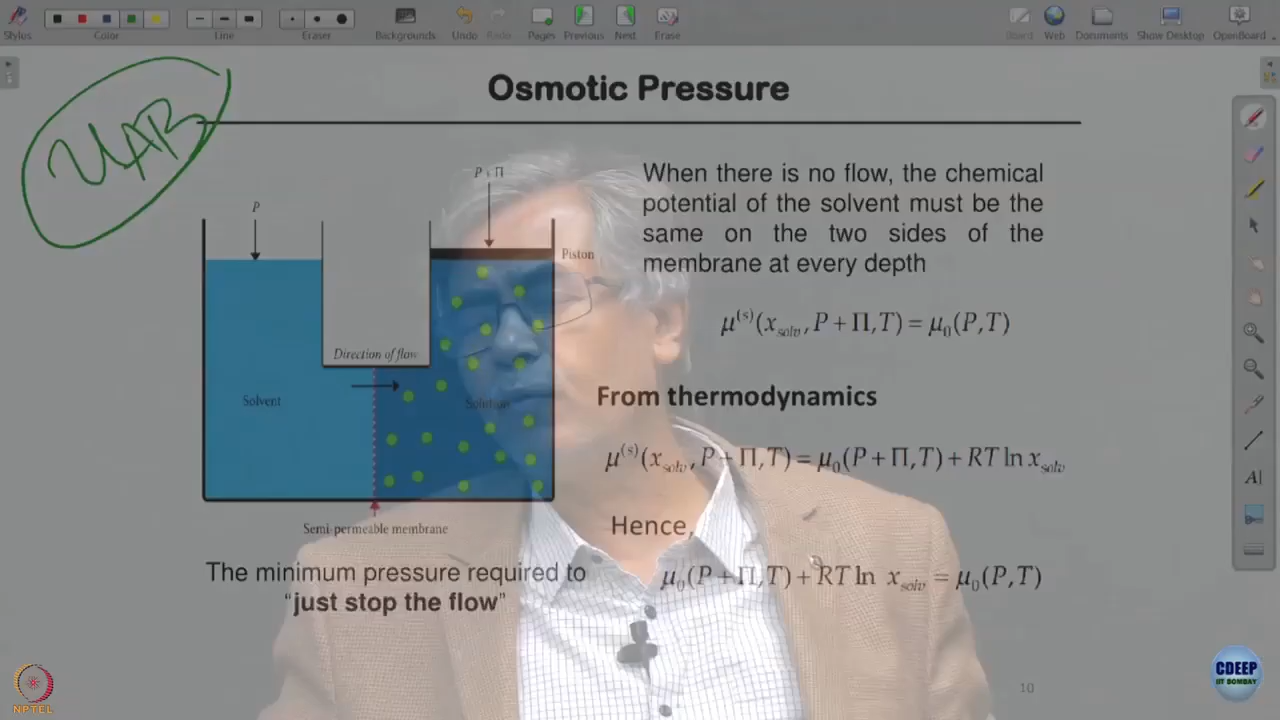 Stylus
Color
Line
Eraser
Backgrounds
Undo
Redo
Pages
Previous
Next
Erase
Board
Web
Documents
Show Desktop
OpenBoard
Osmotic Pressure
UAB
P
P + Π
Piston
Direction of flow
Solvent
Solution
Semi-permeable membrane
The minimum pressure required to
“just stop the flow”
When there is no flow, the chemical
potential of the solvent must be the
same on the two sides of the
membrane at every depth
μ^(s)(x_solv, P + Π, T) = μ_0(P, T)
From thermodynamics
μ^(s)(x_solv, P + Π, T) = μ_0(P + Π, T) + RT ln x_solv
Hence,
μ_0(P + Π, T) + RT ln x_solv = μ_0(P, T)
10
NPTEL
CDEEP
IIT BOMBAY